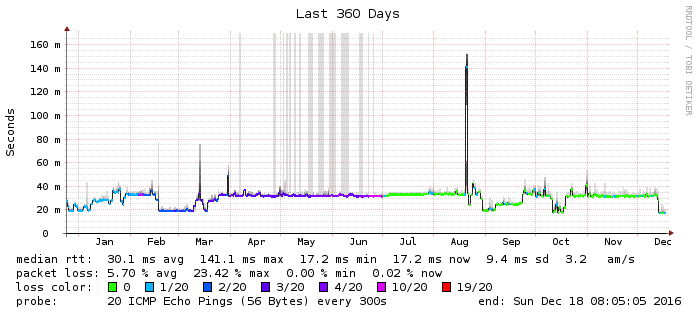 Last 360 Days
RRDTOOL / TOBI OETIKER
Seconds
160 m
140 m
120 m
100 m
80 m
60 m
40 m
20 m
0
Jan Feb Mar Apr May Jun Jul Aug Sep Oct Nov Dec
median rtt: 30.1 ms avg 141.1 ms max 17.2 ms min 17.2 ms now 9.4 ms sd 3.2 am/s
packet loss: 5.70 % avg 23.42 % max 0.00 % min 0.02 % now
loss color: 0 1/20 2/20 3/20 4/20 10/20 19/20
probe: 20 ICMP Echo Pings (56 Bytes) every 300s end: Sun Dec 18 08:05:05 2016